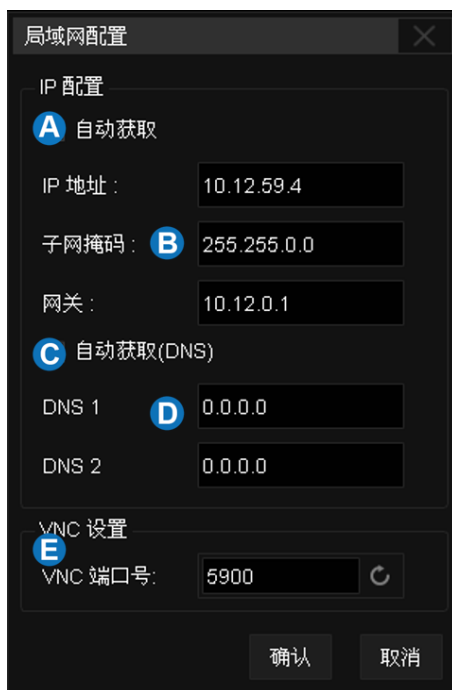 局域网配置
IP 配置
A 自动获取
IP 地址 : 10.12.59.4
子网掩码 : B 255.255.0.0
网关 : 10.12.0.1
C 自动获取(DNS)
DNS 1 D 0.0.0.0
DNS 2 0.0.0.0
VNC 设置
E
VNC 端口号: 5900
确认 取消